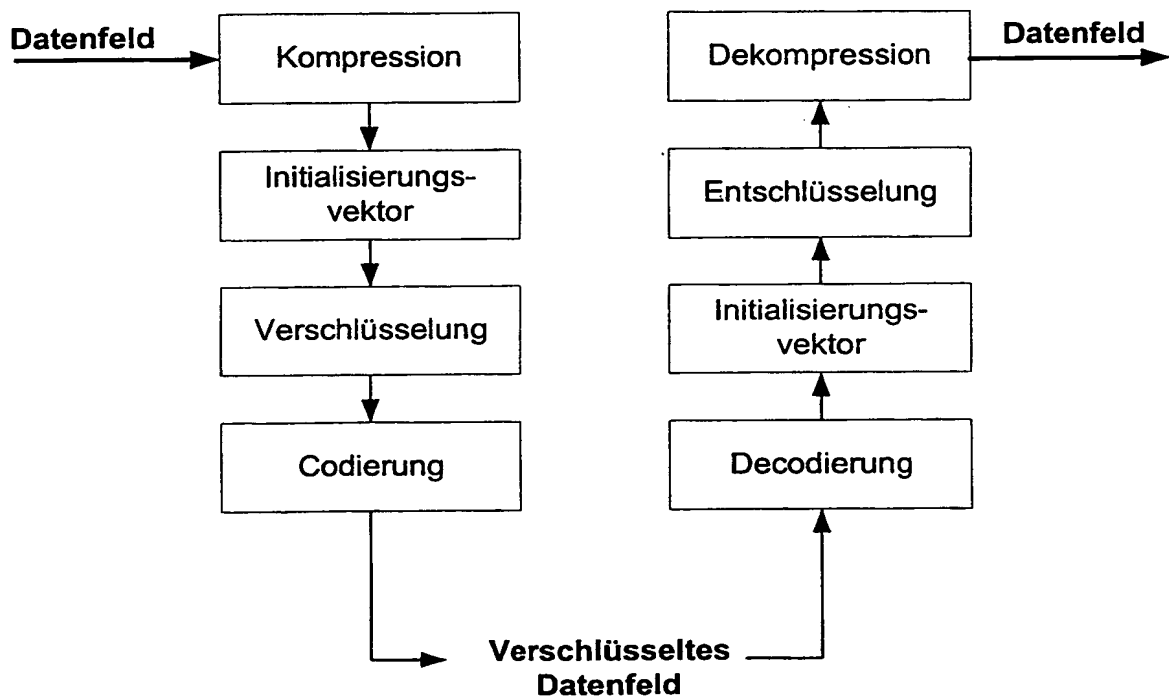 Datenfeld
Kompression
Initialisierungs-
vektor
Verschlüsselung
Codierung
Verschlüsseltes
Datenfeld
Decodierung
Initialisierungs-
vektor
Entschlüsselung
Dekompression
Datenfeld